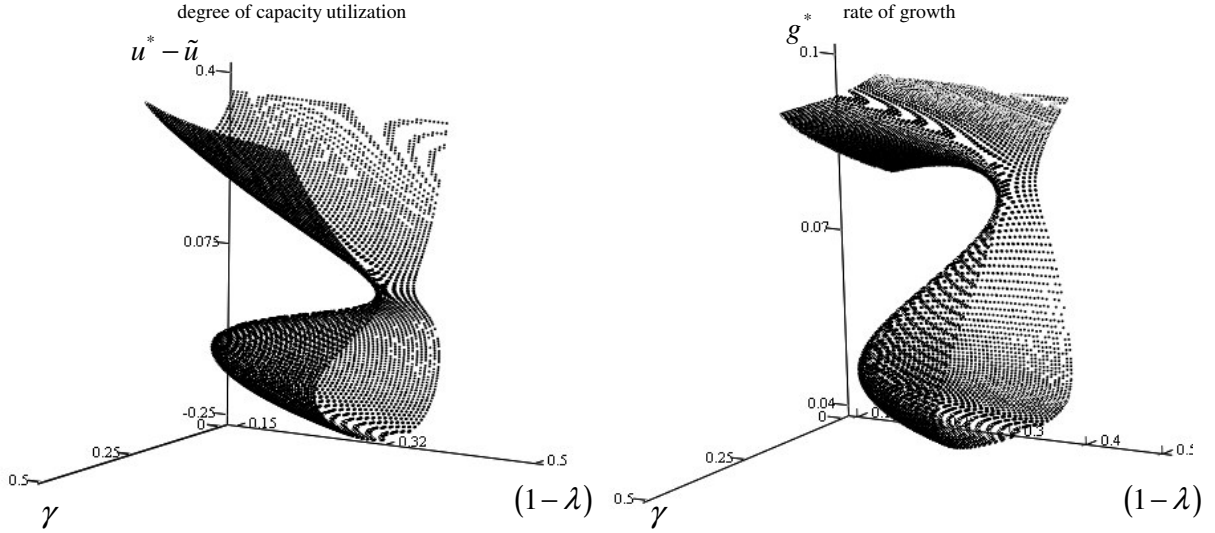 degree of capacity utilization
u* − ũ
0.4
0.075
-0.25
0
0.15
0.32
0.5
0.25
0.5
γ
(1−λ)
rate of growth
g*
0.1
0.07
0.04
0
0.3
0.4
0.25
0.5
γ
(1−λ)